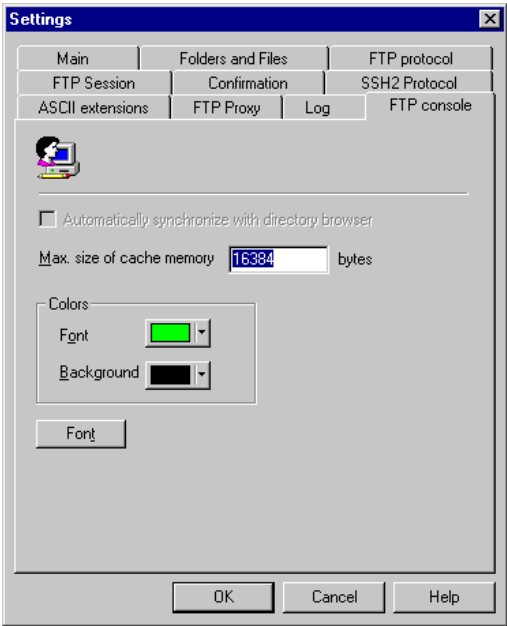 Settings
Main Folders and Files FTP protocol
FTP Session Confirmation SSH2 Protocol
ASCII extensions FTP Proxy Log FTP console
Automatically synchronize with directory browser
Max. size of cache memory 16384 bytes
Colors
Font
Background
Font
OK Cancel Help